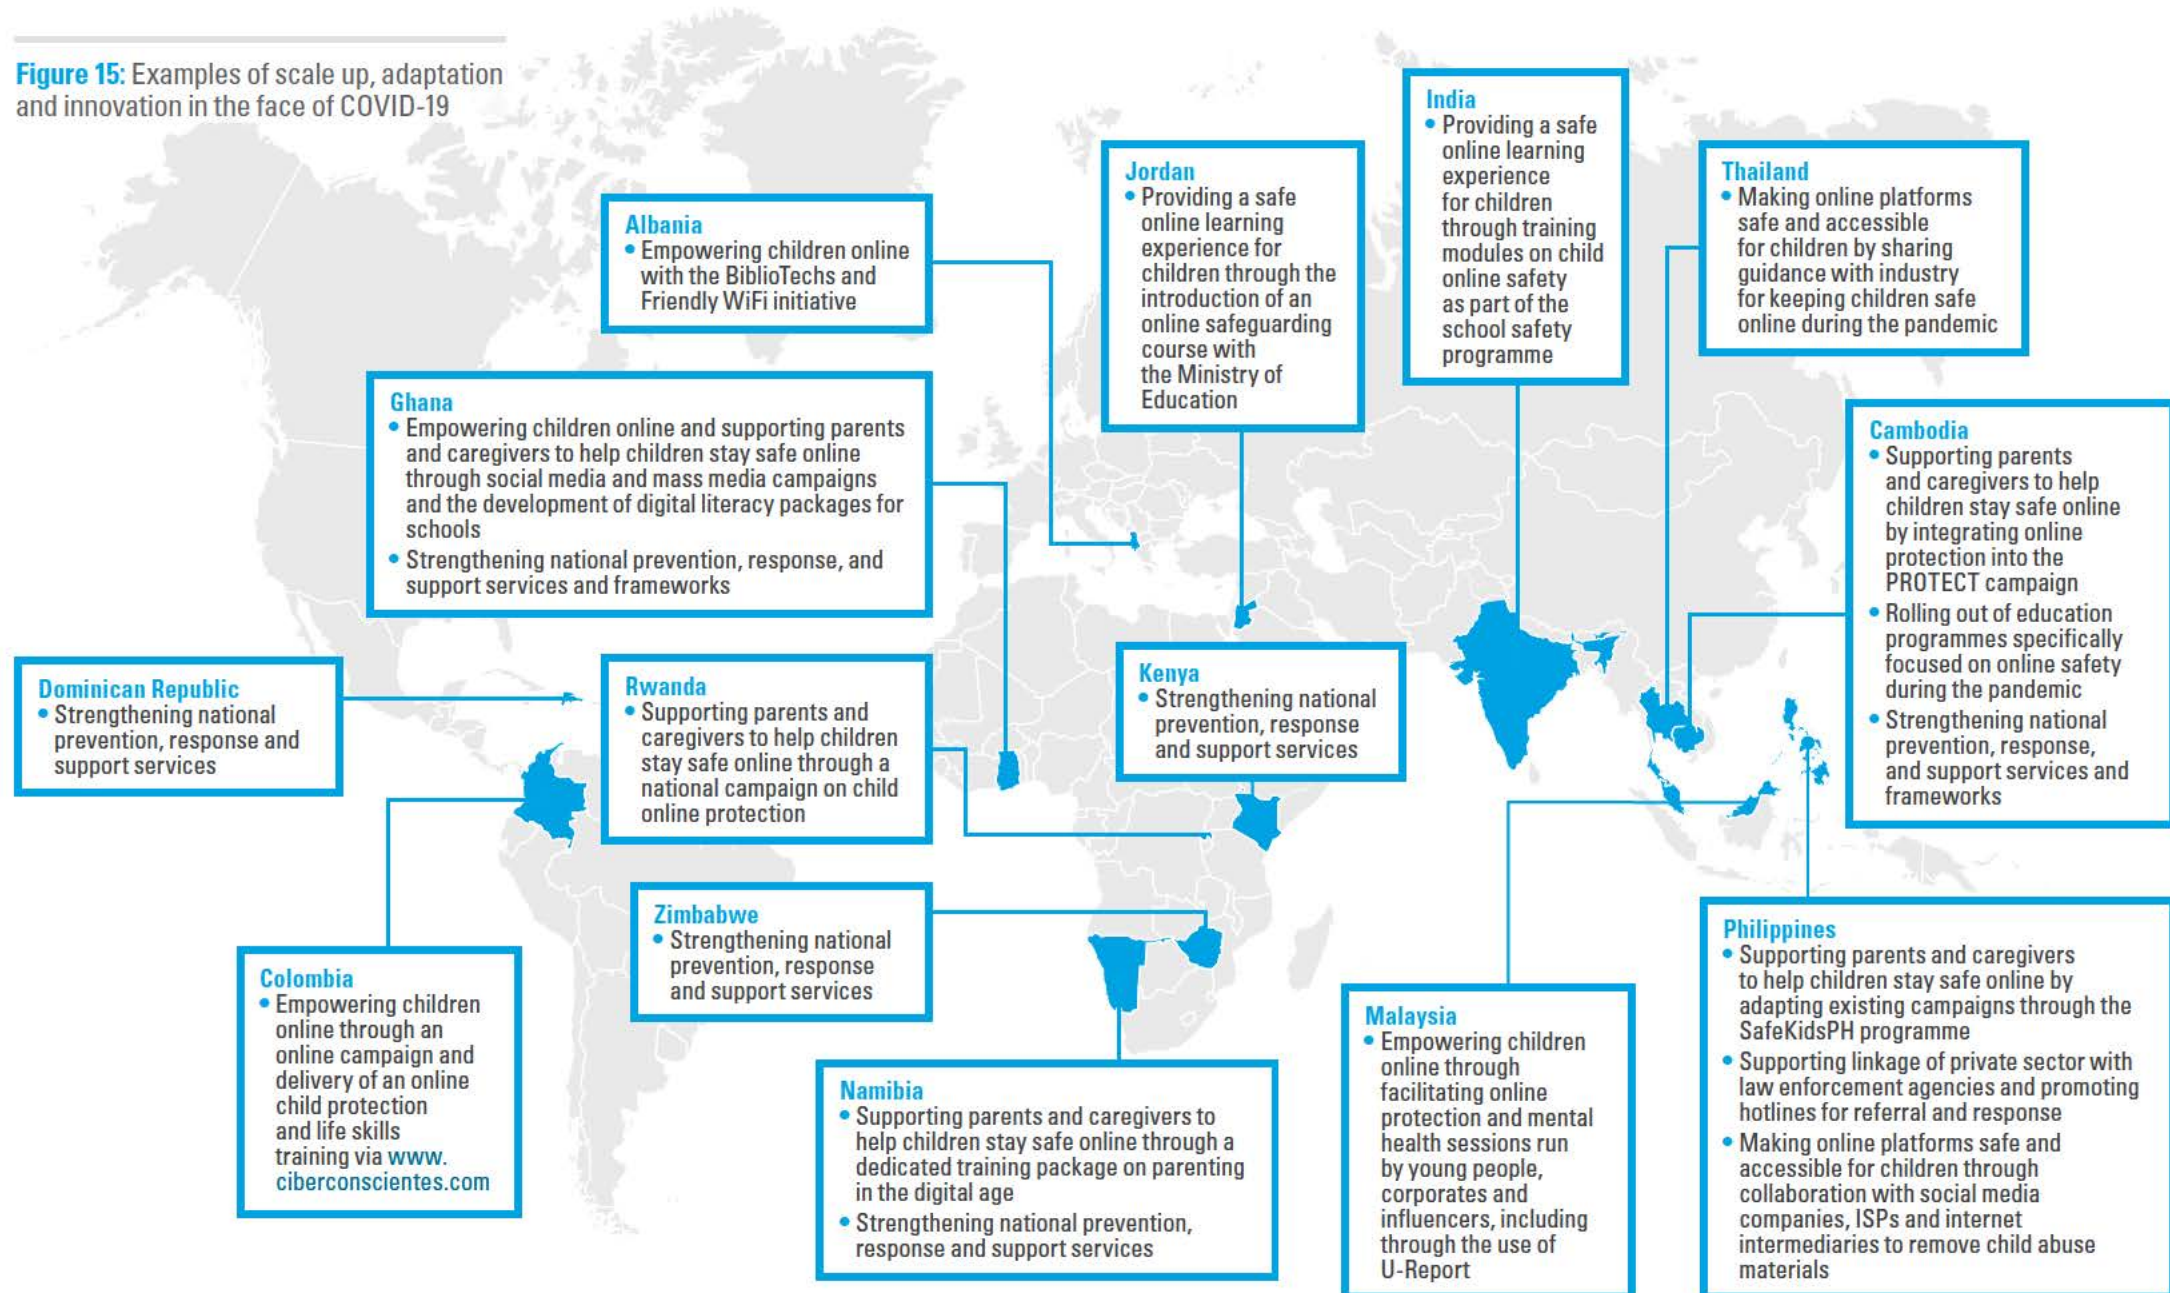 Figure 15: Examples of scale up, adaptation
and innovation in the face of COVID-19
Albania
• Empowering children online
with the BiblioTechs and
Friendly WiFi initiative
Ghana
• Empowering children online and supporting parents
and caregivers to help children stay safe online
through social media and mass media campaigns
and the development of digital literacy packages for
schools
• Strengthening national prevention, response, and
support services and frameworks
Jordan
• Providing a safe
online learning
experience for
children through the
introduction of an
online safeguarding
course with
the Ministry of
Education
India
• Providing a safe
online learning
experience
for children
through training
modules on child
online safety
as part of the
school safety
programme
Thailand
• Making online platforms
safe and accessible
for children by sharing
guidance with industry
for keeping children safe
online during the pandemic
Cambodia
• Supporting parents
and caregivers to help
children stay safe online
by integrating online
protection into the
PROTECT campaign
• Rolling out of education
programmes specifically
focused on online safety
during the pandemic
• Strengthening national
prevention, response,
and support services and
frameworks
Dominican Republic
• Strengthening national
prevention, response and
support services
Rwanda
• Supporting parents and
caregivers to help children
stay safe online through a
national campaign on child
online protection
Kenya
• Strengthening national
prevention, response
and support services
Zimbabwe
• Strengthening national
prevention, response
and support services
Colombia
• Empowering children
online through an
online campaign and
delivery of an online
child protection
and life skills
training via www.
ciberconscientes.com
Namibia
• Supporting parents and caregivers to
help children stay safe online through a
dedicated training package on parenting
in the digital age
• Strengthening national prevention,
response and support services
Malaysia
• Empowering children
online through
facilitating online
protection and mental
health sessions run
by young people,
corporates and
influencers, including
through the use of
U-Report
Philippines
• Supporting parents and caregivers
to help children stay safe online by
adapting existing campaigns through the
SafeKidsPH programme
• Supporting linkage of private sector with
law enforcement agencies and promoting
hotlines for referral and response
• Making online platforms safe and
accessible for children through
collaboration with social media
companies, ISPs and internet
intermediaries to remove child abuse
materials